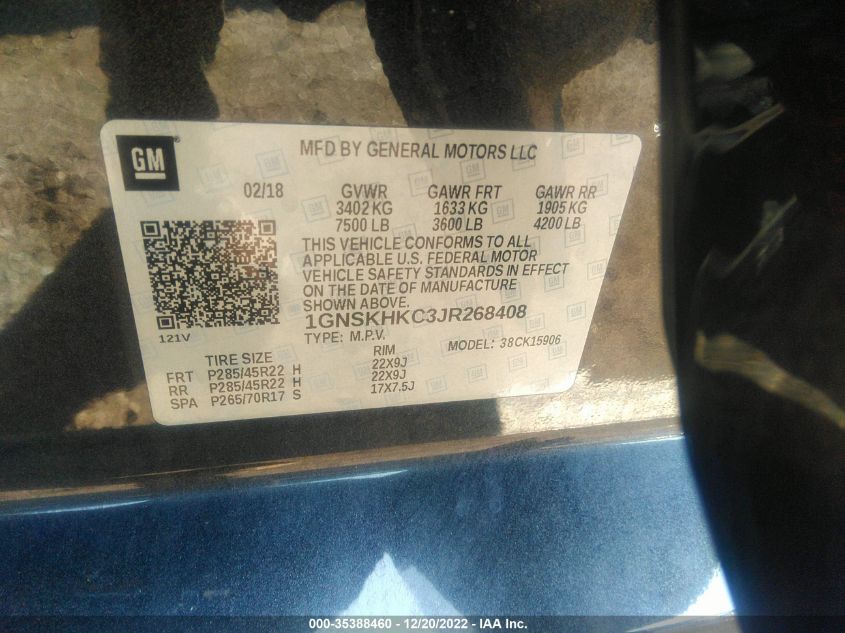 GM
MFD BY GENERAL MOTORS LLC
02/18 GVWR GAWR FRT GAWR RR
3402 KG 1633 KG 1905 KG
7500 LB 3600 LB 4200 LB
THIS VEHICLE CONFORMS TO ALL
APPLICABLE U.S. FEDERAL MOTOR
VEHICLE SAFETY STANDARDS IN EFFECT
ON THE DATE OF MANUFACTURE
SHOWN ABOVE.
1GNSKHKC3JR268408
121V
TYPE: M.P.V. MODEL: 38CK15906
TIRE SIZE RIM
FRT P285/45R22 H 22X9J
RR P285/45R22 H 22X9J
SPA P265/70R17 S 17X7.5J
000-35388460 - 12/20/2022 - IAA Inc.